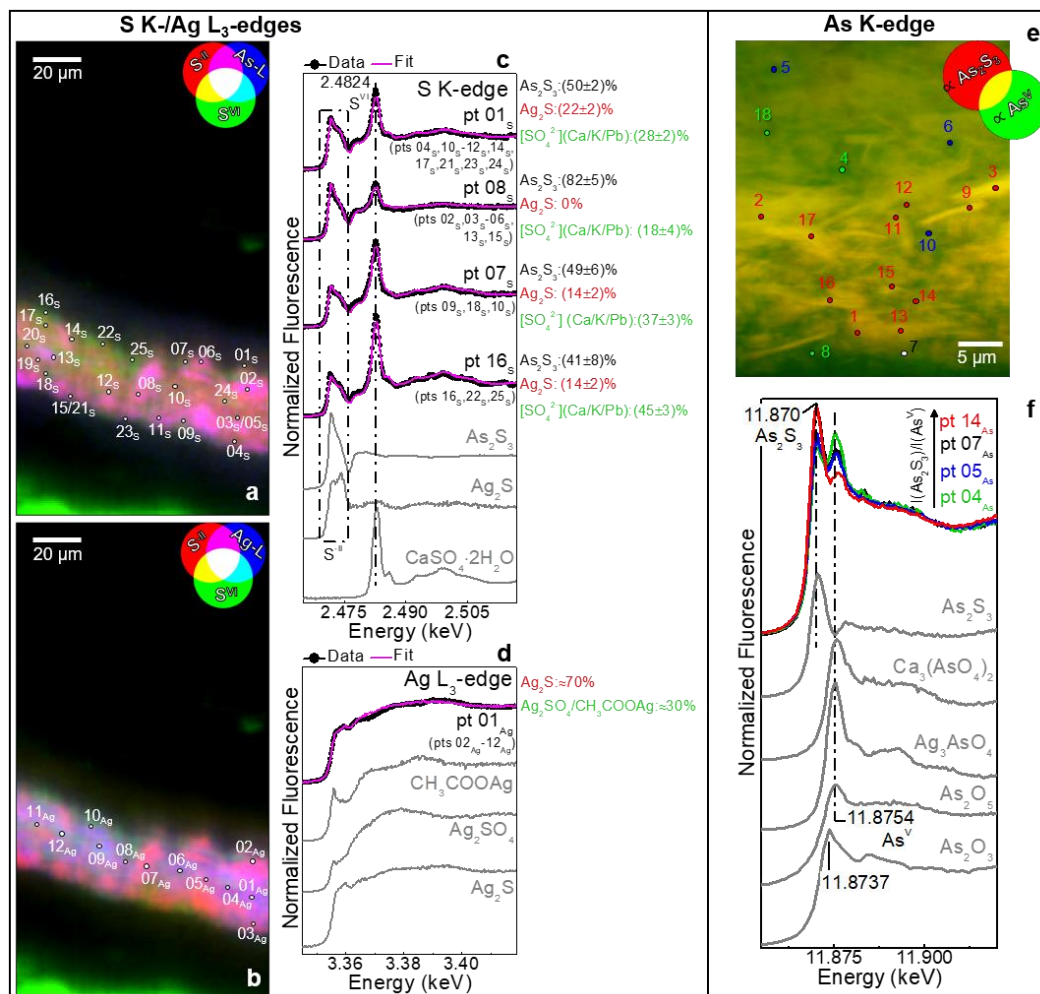 S K-/Ag L3-edges
As K-edge
20 µm
S-II
As-L
SVI
16S
17S
20S
14S
22S
19S
13S
25S
07S
06S
01S
18S
12S
08S
10S
24S
02S
15/21S
23S
11S
09S
03S/05S
04S
a
20 µm
S-II
Ag-L
SVI
11Ag
10Ag
12Ag
09Ag
08Ag
07Ag
06Ag
05Ag
02Ag
01Ag
04Ag
03Ag
b
Data Fit
c
2.4824
SVI
S K-edge
pt 01S
(pts 04S,10S-12S,14S,
17S,21S,23S,24S)
As2S3:(50±2)%
Ag2S:(22±2)%
[SO4 2](Ca/K/Pb):(28±2)%
pt 08S
(pts 02S,03S-06S,
13S,15S)
As2S3:(82±5)%
Ag2S: 0%
[SO4 2](Ca/K/Pb): (18±4)%
pt 07S
(pts 09S,18S,10S)
As2S3:(49±6)%
Ag2S: (14±2)%
[SO4 2] (Ca/K/Pb):(37±3)%
pt 16S
(pts 16S,22S,25S)
As2S3:(41±8)%
Ag2S: (14±2)%
[SO4 2](Ca/K/Pb):(45±3)%
As2S3
Ag2S
S-II
CaSO4·2H2O
Normalized Fluorescence
2.475 2.490 2.505
Energy (keV)
Data Fit
d
Ag L3-edge
pt 01Ag
(pts 02Ag-12Ag)
Ag2S:≈70%
Ag2SO4/CH3COOAg:≈30%
CH3COOAg
Ag2SO4
Ag2S
Normalized Fluorescence
3.36 3.38 3.40
Energy (keV)
e
∝ As2S3
∝ AsV
5
18
6
4
3
12
9
2
11
17
10
15
16
14
1
13
8
7
5 µm
f
11.870
As2S3
I(As2S3)/I(AsV)
pt 14As
pt 07As
pt 05As
pt 04As
As2S3
Ca3(AsO4)2
Ag3AsO4
As2O5
11.8754
AsV
As2O3
11.8737
Normalized Fluorescence
11.875 11.900
Energy (keV)